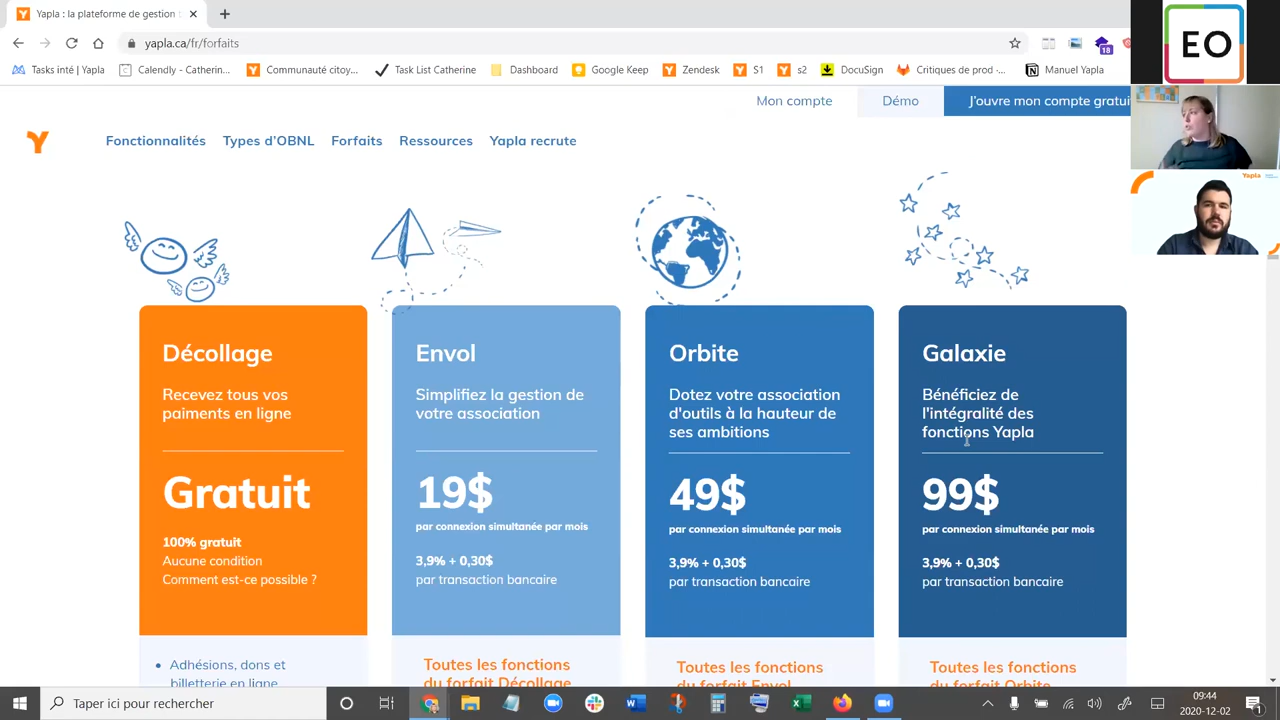 Yapla : la plateforme de gestion
yapla.ca/fr/forfaits
18
Tasks inté | Yapla
Calendly - Catherin...
Communauté citoy...
Task List Catherine
Dashboard
Google Keep
Zendesk
S1
s2
DocuSign
Critiques de prod -...
Manuel Yapla
EO
Yapla
Mon compte
Démo
J'ouvre mon compte gratui
Fonctionnalités
Types d'OBNL
Forfaits
Ressources
Yapla recrute
Décollage
Recevez tous vos
paiments en ligne
Gratuit
100% gratuit
Aucune condition
Comment est-ce possible ?
• Adhésions, dons et
billetterie en ligne
Envol
Simplifiez la gestion de
votre association
19$
par connexion simultanée par mois
3,9% + 0,30$
par transaction bancaire
Toutes les fonctions
du forfait Décollage
Orbite
Dotez votre association
d'outils à la hauteur de
ses ambitions
49$
par connexion simultanée par mois
3,9% + 0,30$
par transaction bancaire
Toutes les fonctions
du forfait Envol
Galaxie
Bénéficiez de
l'intégralité des
fonctions Yapla
99$
par connexion simultanée par mois
3,9% + 0,30$
par transaction bancaire
Toutes les fonctions
du forfait Orbite
Taper ici pour rechercher
09:44
2020-12-02
1